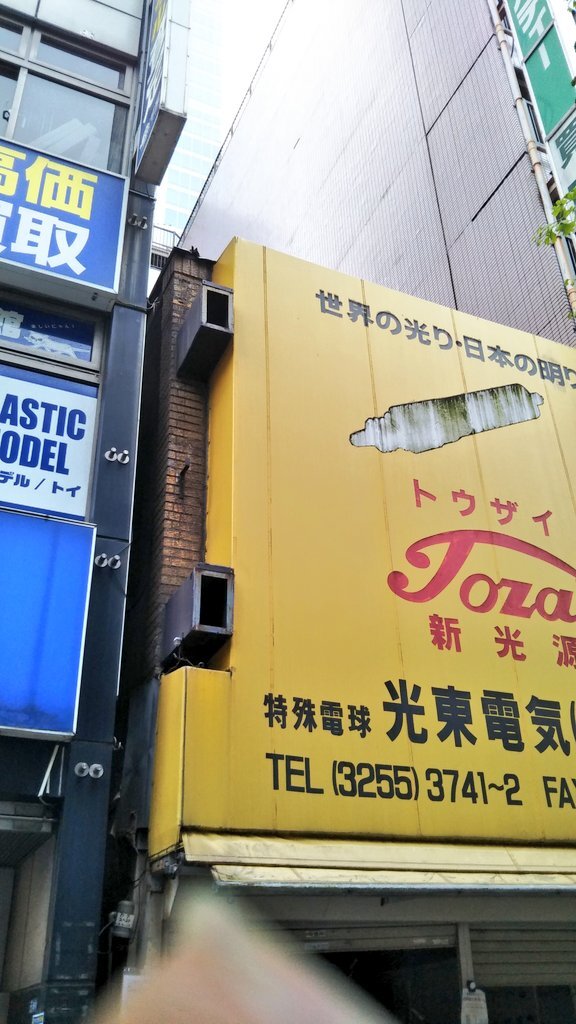 高価
買取
ASTIC
ODEL
デル / トイ
世界の光り・日本の明り
トウザイ
Toza
新光源
特殊電球 光東電気
TEL (3255) 3741~2 FA